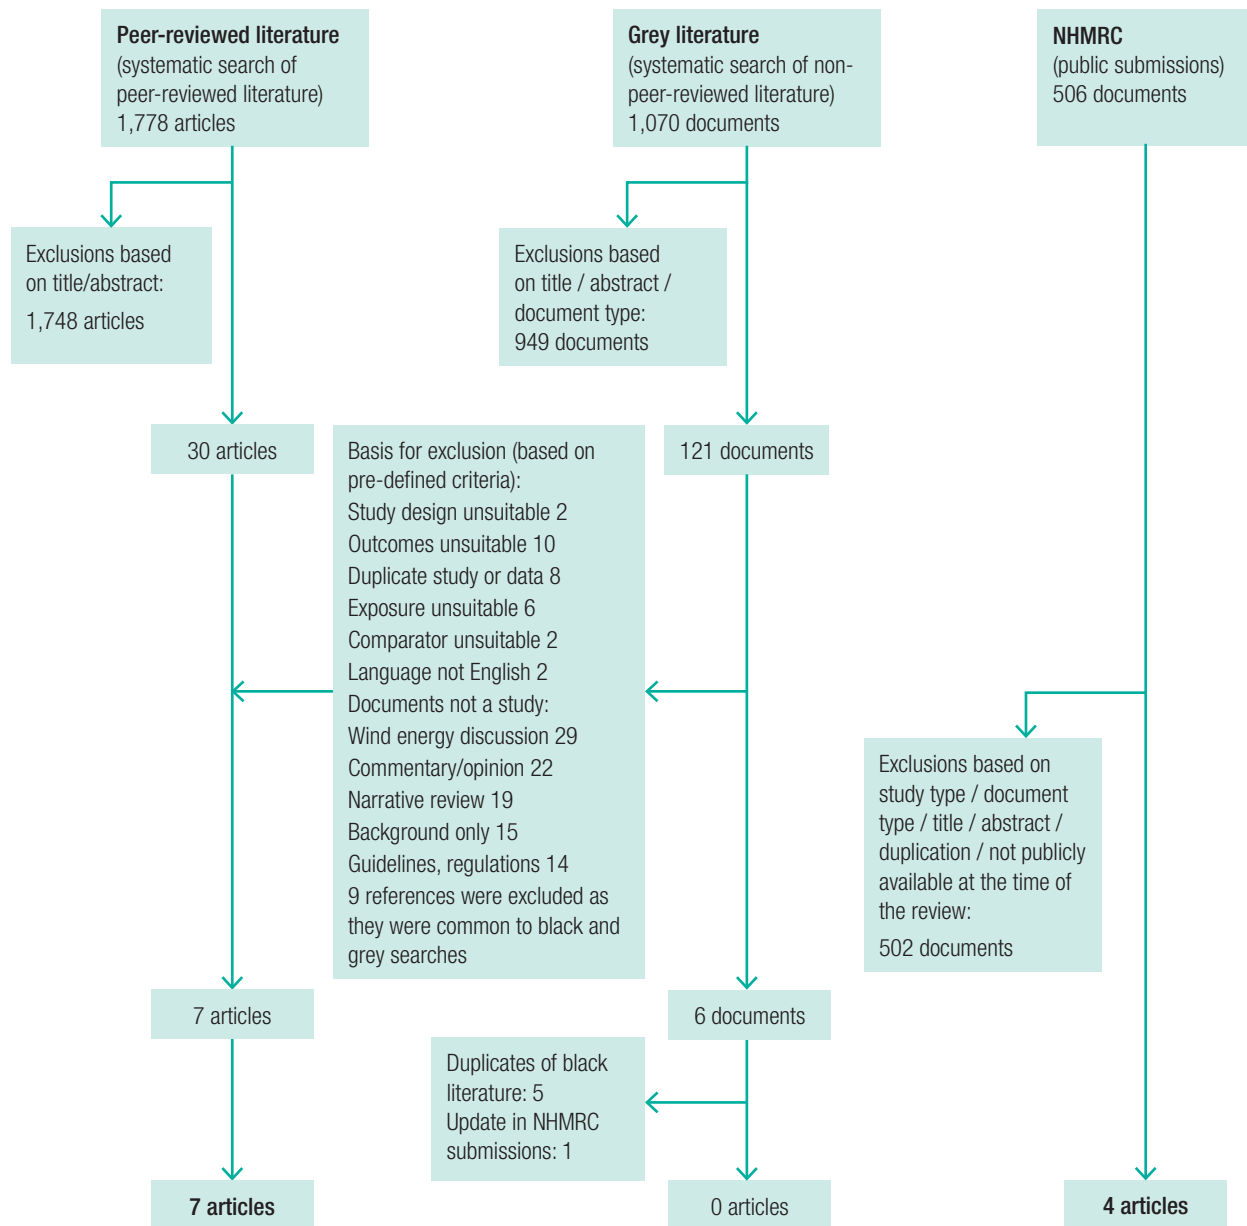 Peer-reviewed literature
(systematic search of
peer-reviewed literature)
1,778 articles
Grey literature
(systematic search of non-
peer-reviewed literature)
1,070 documents
NHMRC
(public submissions)
506 documents
Exclusions based
on title/abstract:
1,748 articles
Exclusions based
on title / abstract /
document type:
949 documents
30 articles
Basis for exclusion (based on
pre-defined criteria):
Study design unsuitable 2
Outcomes unsuitable 10
Duplicate study or data 8
Exposure unsuitable 6
Comparator unsuitable 2
Language not English 2
Documents not a study:
Wind energy discussion 29
Commentary/opinion 22
Narrative review 19
Background only 15
Guidelines, regulations 14
9 references were excluded as
they were common to black and
grey searches
121 documents
Exclusions based on
study type / document
type / title / abstract /
duplication / not publicly
available at the time of
the review:
502 documents
7 articles
6 documents
Duplicates of black
literature: 5
Update in NHMRC
submissions: 1
7 articles
0 articles
4 articles